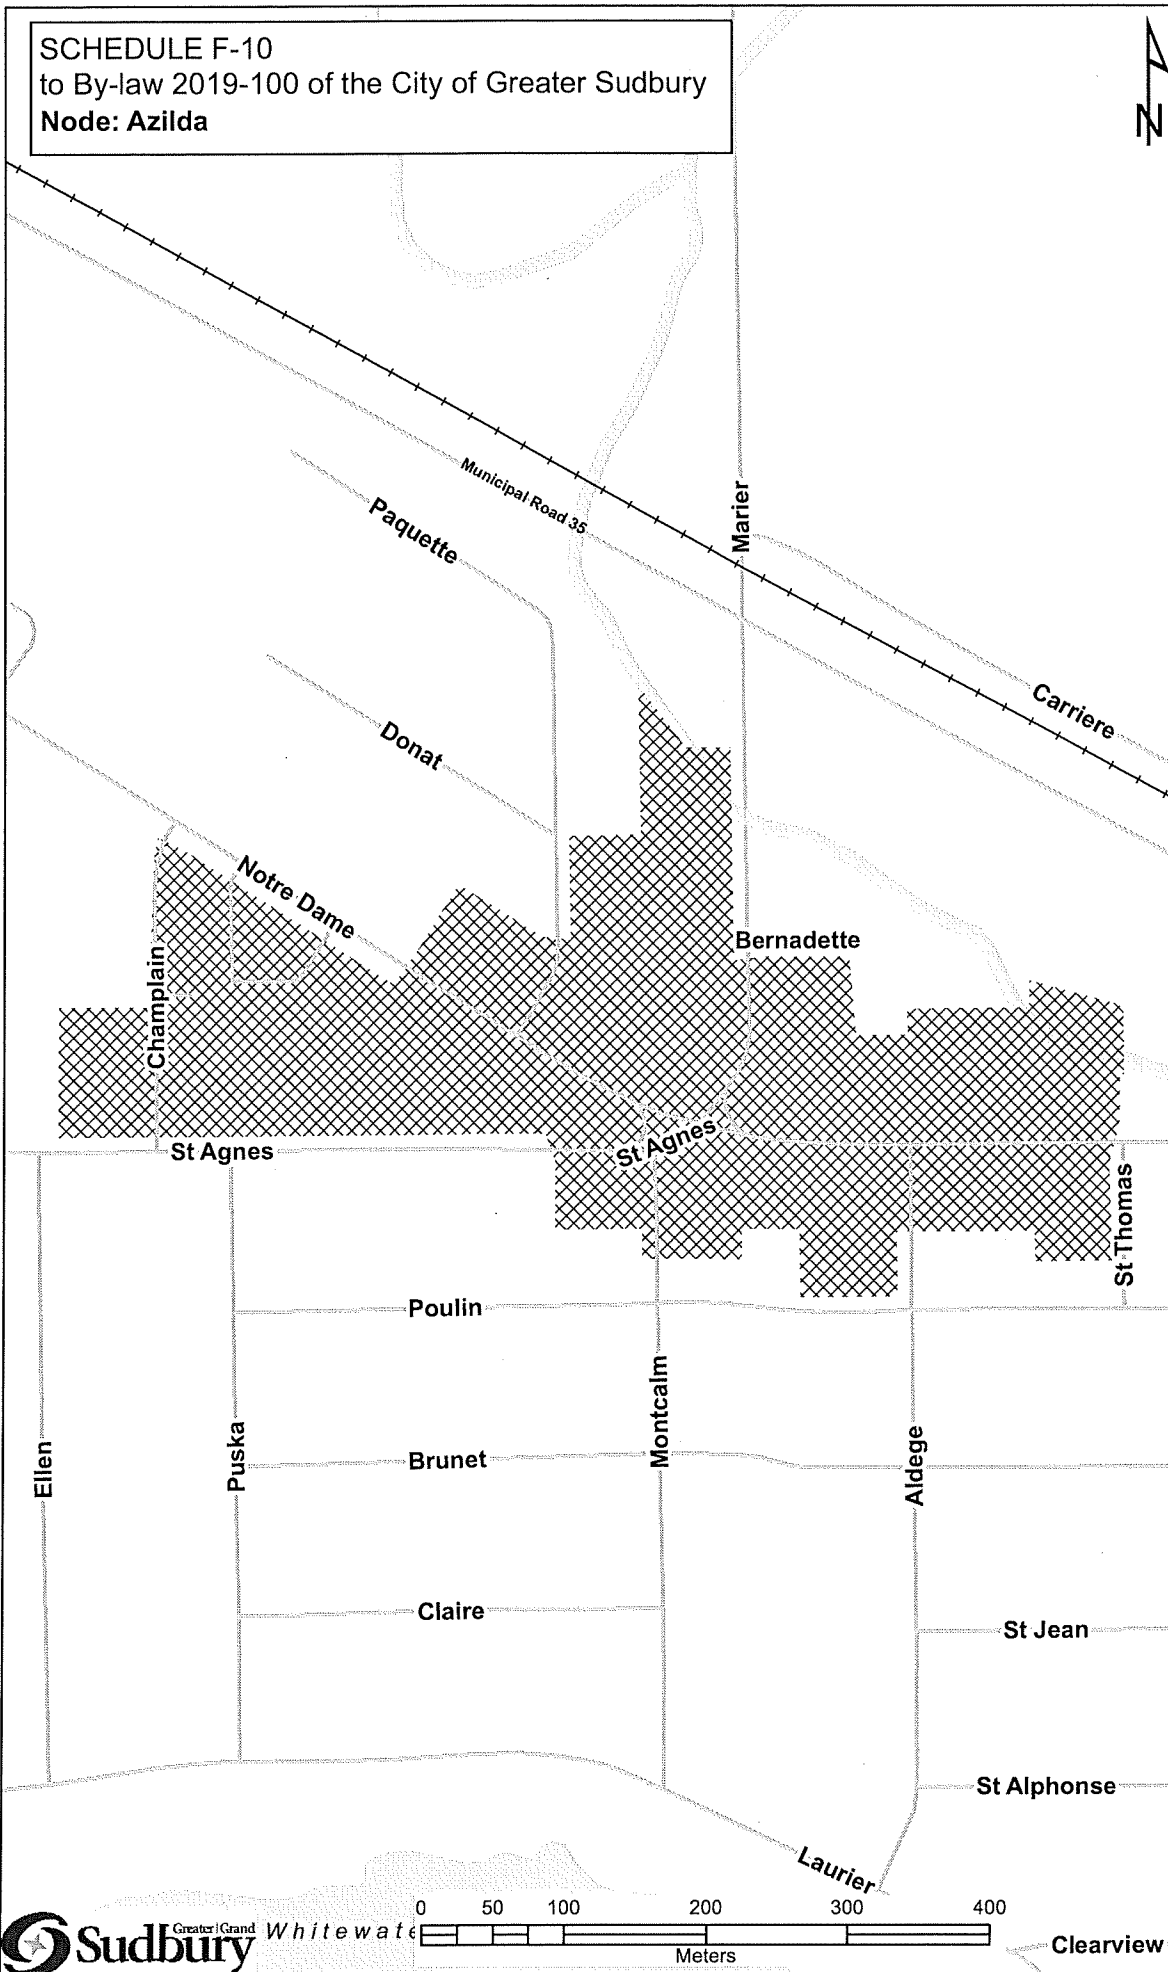 SCHEDULE F-10
to By-law 2019-100 of the City of Greater Sudbury
Node: Azilda
N
Municipal Road 35
Marier
Paquette
Carriere
Donat
Notre Dame
Bernadette
Champlain
St Agnes
St Agnes
St Thomas
Poulin
Montcalm
Ellen
Puska
Brunet
Aldege
Claire
St Jean
St Alphonse
Laurier
0 50 100 200 300 400
Meters
Greater | Grand
Sudbury
Whitewate
Clearview